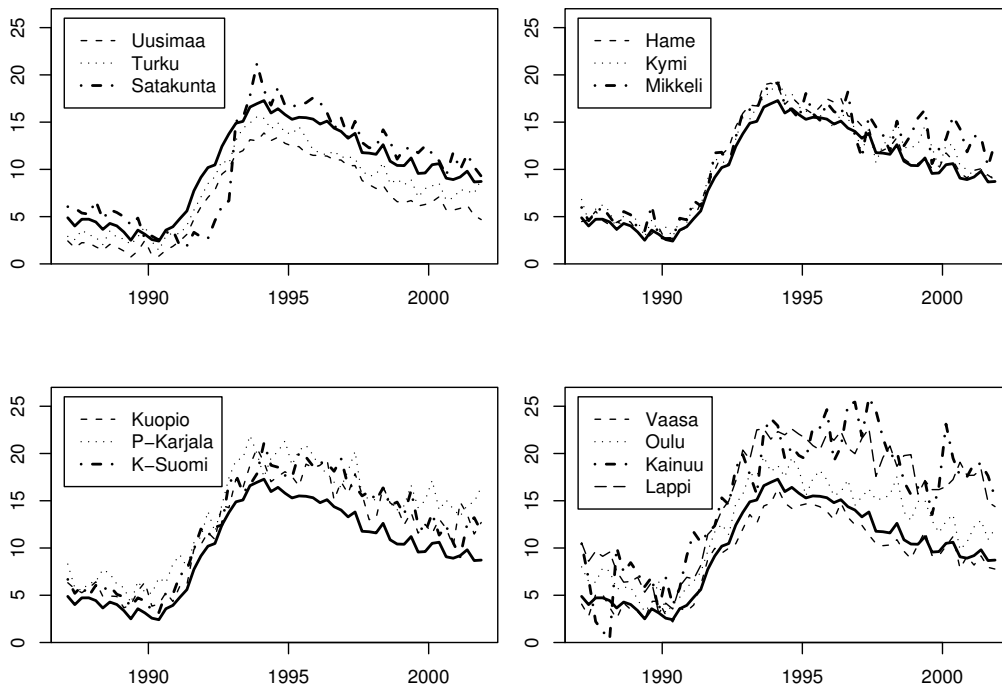 25
20
15
10
5
0
Uusimaa
Turku
Satakunta
1990
1995
2000
25
20
15
10
5
0
Hame
Kymi
Mikkeli
1990
1995
2000
25
20
15
10
5
0
Kuopio
P−Karjala
K−Suomi
1990
1995
2000
25
20
15
10
5
0
Vaasa
Oulu
Kainuu
Lappi
1990
1995
2000